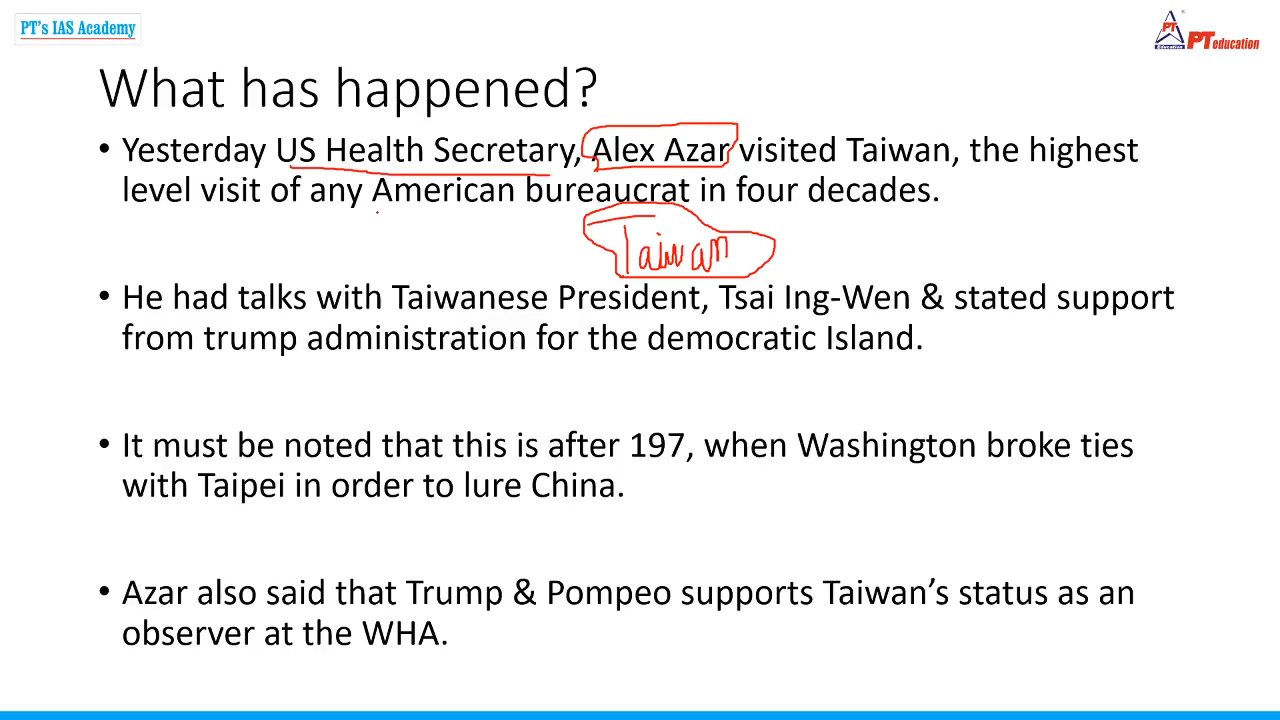 PT's IAS Academy
PT
Education
PT education
What has happened?
• Yesterday US Health Secretary, Alex Azar visited Taiwan, the highest
level visit of any American bureaucrat in four decades.
Taiwan
• He had talks with Taiwanese President, Tsai Ing-Wen & stated support
from trump administration for the democratic Island.
• It must be noted that this is after 197, when Washington broke ties
with Taipei in order to lure China.
• Azar also said that Trump & Pompeo supports Taiwan's status as an
observer at the WHA.